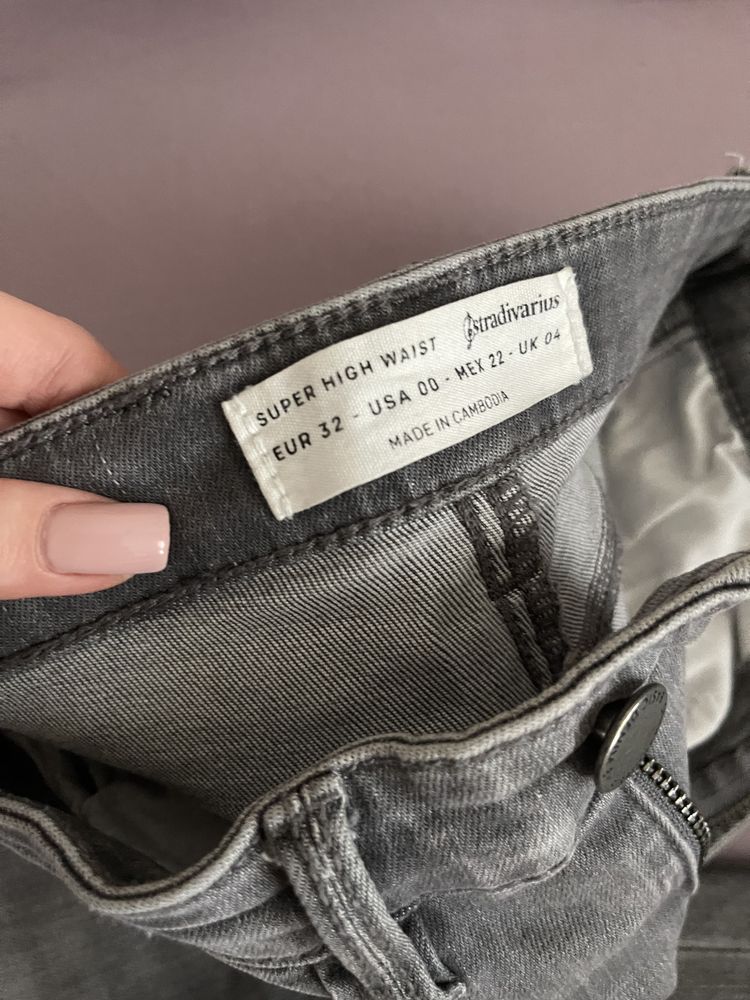 SUPER HIGH WAIST stradivarius
EUR 32 - USA 00 - MEX 22 - UK 04
MADE IN CAMBODIA